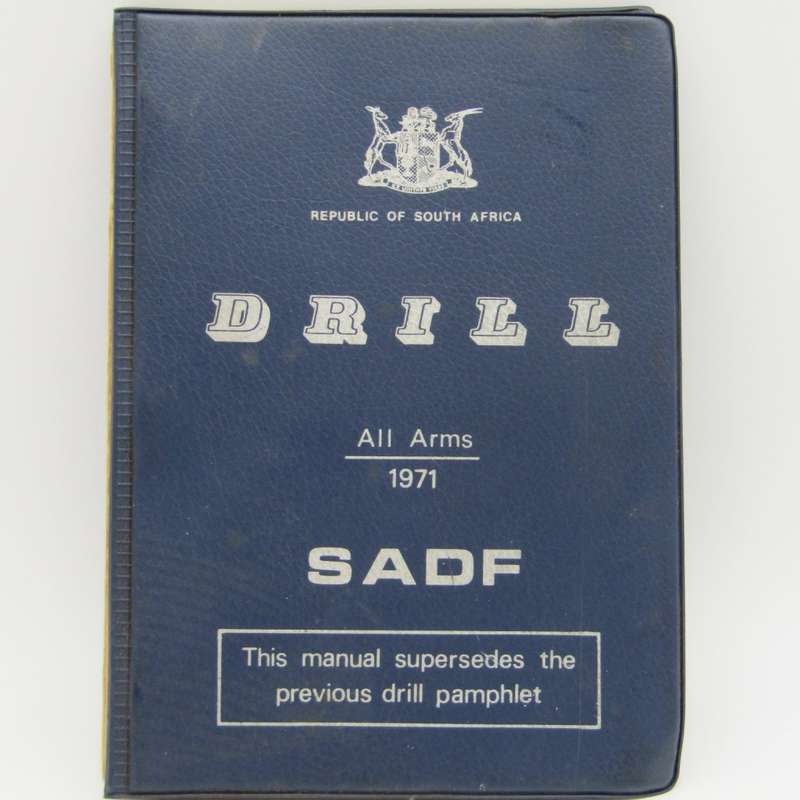 REPUBLIC OF SOUTH AFRICA
DRILL
All Arms
1971
SADF
This manual supersedes the
previous drill pamphlet